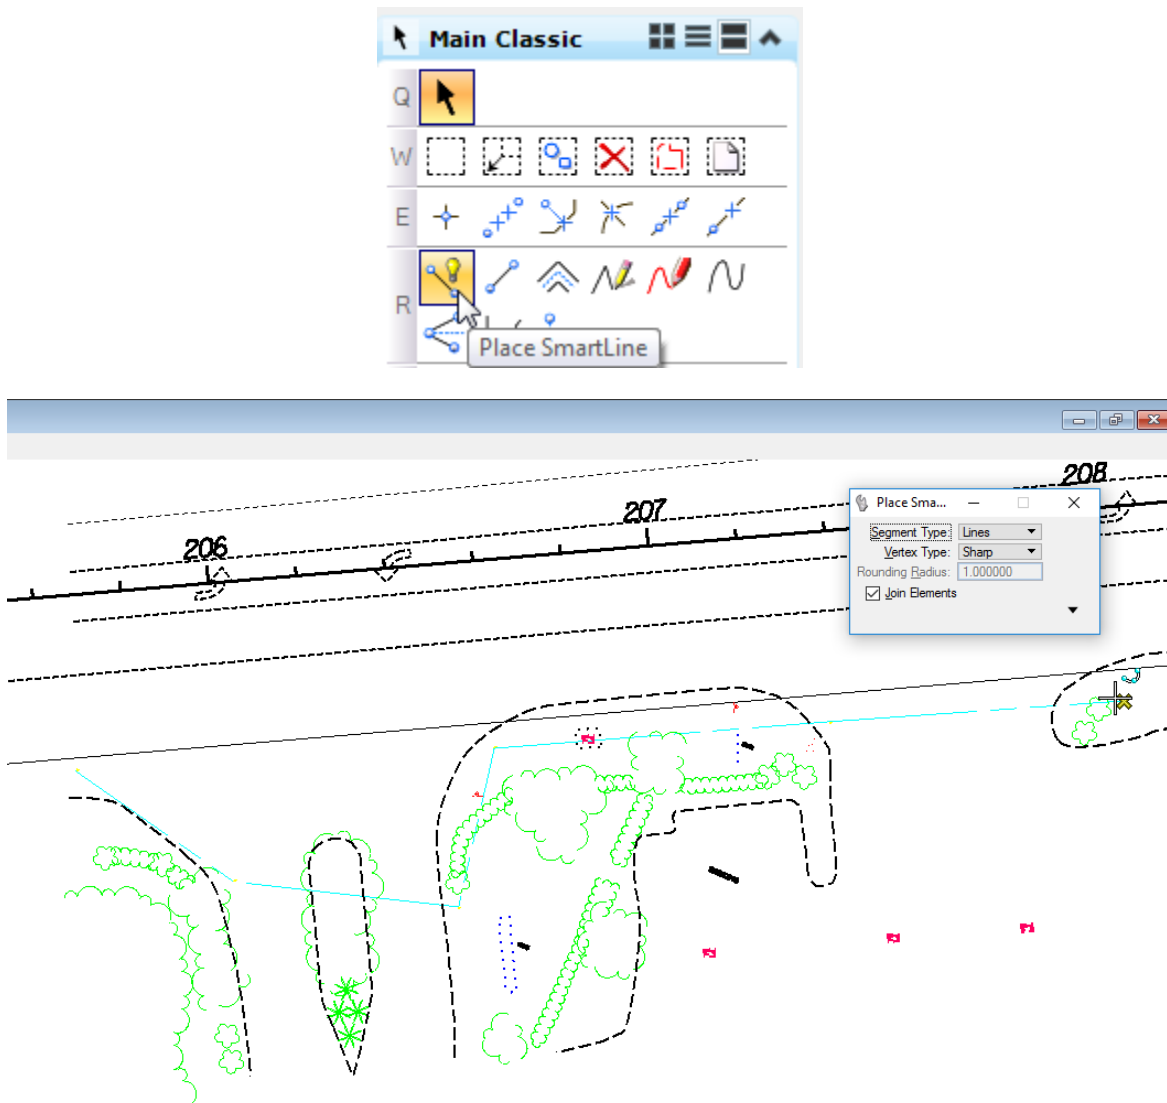 Main Classic
Q
W
E
R
Place SmartLine
208
207
206
Place Sma...
Segment Type: Lines
Vertex Type: Sharp
Rounding Radius: 1.000000
Join Elements